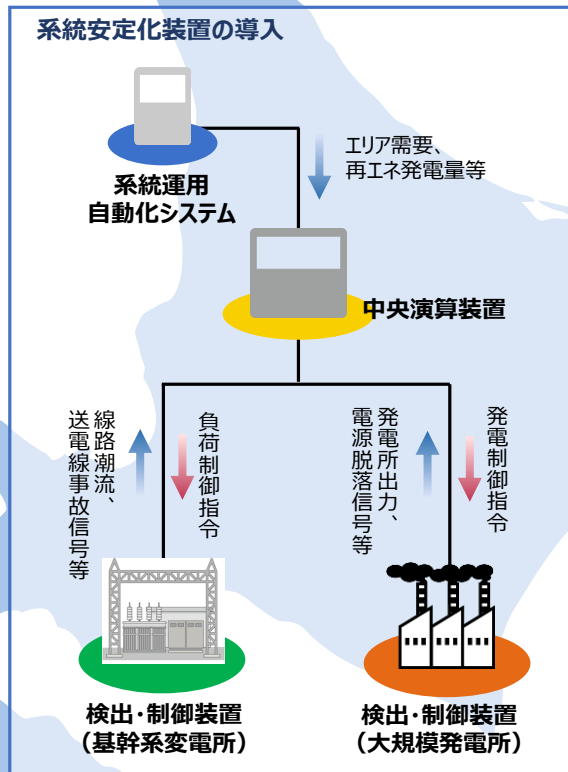 系統安定化装置の導入
エリア需要、
再エネ発電量等
系統運用
自動化システム
中央演算装置
線路潮流、
送電線事故信号等
負荷制御指令
発電所出力、
電源脱落信号等
発電制御指令
検出・制御装置
（基幹系変電所）
検出・制御装置
（大規模発電所）